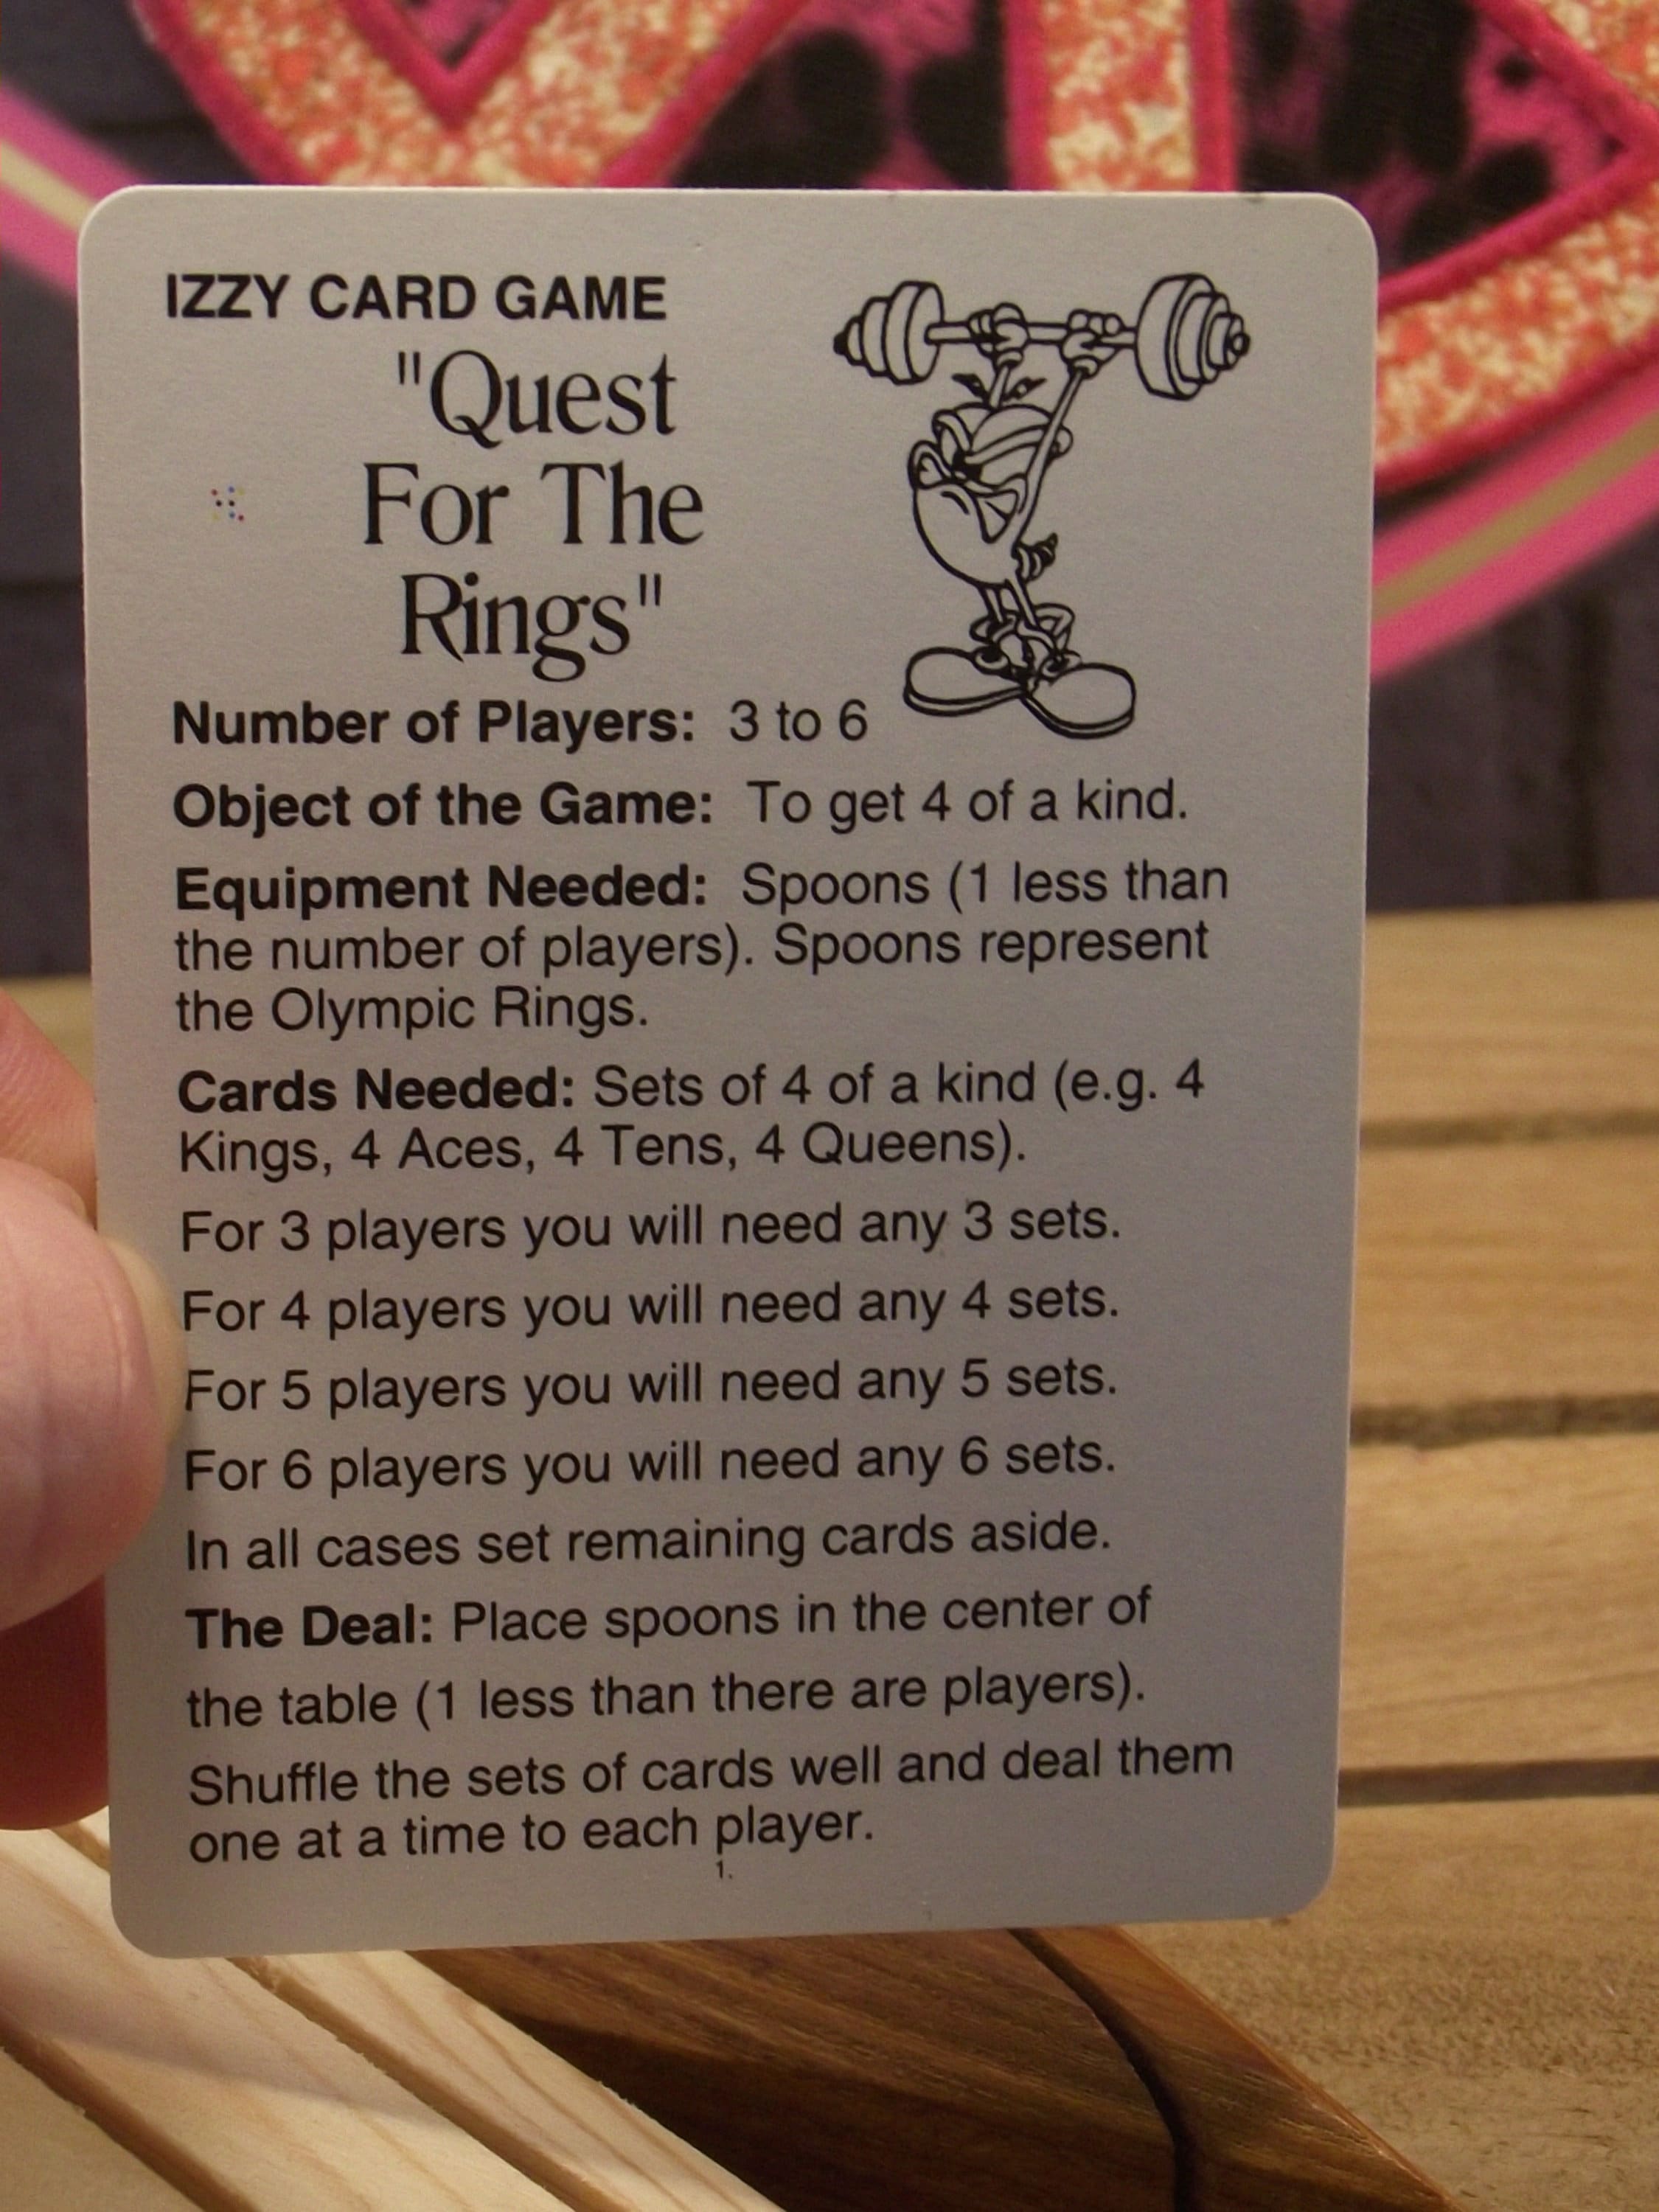 IZZY CARD GAME
"Quest
For The
Rings"
Number of Players: 3 to 6
Object of the Game: To get 4 of a kind.
Equipment Needed: Spoons (1 less than
the number of players). Spoons represent
the Olympic Rings.
Cards Needed: Sets of 4 of a kind (e.g. 4
Kings, 4 Aces, 4 Tens, 4 Queens).
For 3 players you will need any 3 sets.
For 4 players you will need any 4 sets.
For 5 players you will need any 5 sets.
For 6 players you will need any 6 sets.
In all cases set remaining cards aside.
The Deal: Place spoons in the center of
the table (1 less than there are players).
Shuffle the sets of cards well and deal them
one at a time to each player.
1.